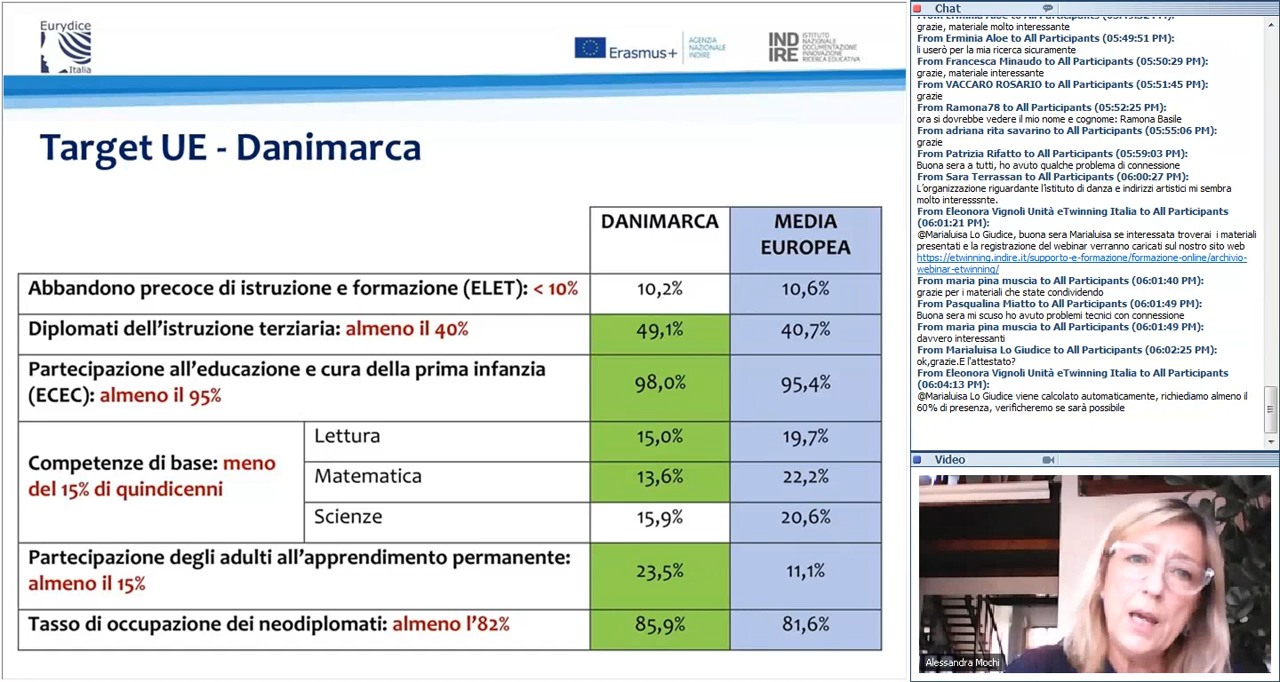 Eurydice
Italia
Erasmus+
AGENZIA
NAZIONALE
INDIRE
IND
IRE
ISTITUTO
NAZIONALE
DOCUMENTAZIONE
INNOVAZIONE
RICERCA EDUCATIVA
Target UE - Danimarca
DANIMARCA
MEDIA
EUROPEA
Abbandono precoce di istruzione e formazione (ELET): < 10%
10,2%
10,6%
Diplomati dell'istruzione terziaria: almeno il 40%
49,1%
40,7%
Partecipazione all'educazione e cura della prima infanzia
(ECEC): almeno il 95%
98,0%
95,4%
Competenze di base: meno
del 15% di quindicenni
Lettura
15,0%
19,7%
Matematica
13,6%
22,2%
Scienze
15,9%
20,6%
Partecipazione degli adulti all'apprendimento permanente:
almeno il 15%
23,5%
11,1%
Tasso di occupazione dei neodiplomati: almeno l'82%
85,9%
81,6%
Chat
From Erminia Aloe to All Participants
grazie, materiale molto interessante
From Erminia Aloe to All Participants (05:49:51 PM):
li userò per la mia ricerca sicuramente
From Francesca Minaudo to All Participants (05:50:29 PM):
grazie, materiale interessante
From VACCARO ROSARIO to All Participants (05:51:45 PM):
grazie
From Ramona78 to All Participants (05:52:25 PM):
ora si dovrebbe vedere il mio nome e cognome: Ramona Basile
From adriana rita savarino to All Participants (05:55:06 PM):
grazie
From Patrizia Rifatto to All Participants (05:59:03 PM):
Buona sera a tutti, ho avuto qualche problema di connessione
From Sara Terrassan to All Participants (06:00:27 PM):
L'organizzazione riguardante l'istituto di danza e indirizzi artistici mi sembra
molto interesssnte.
From Eleonora Vignoli Unità eTwinning Italia to All Participants
(06:01:21 PM):
@Marialuisa Lo Giudice, buona sera Marialuisa se interessata troverai i materiali
presentati e la registrazione del webinar verranno caricati sul nostro sito web
https://etwinning.indire.it/supporto-e-formazione/formazione-online/archivio-
webinar-etwinning/
From maria pina muscia to All Participants (06:01:40 PM):
grazie per i materiali che state condividendo
From Pasqualina Miatto to All Participants (06:01:49 PM):
Buona sera mi scuso ho avuto problemi tecnici con connessione
From maria pina muscia to All Participants (06:01:49 PM):
davvero interessanti
From Marialuisa Lo Giudice to All Participants (06:02:25 PM):
ok,grazie.E l'attestato?
From Eleonora Vignoli Unità eTwinning Italia to All Participants
(06:04:13 PM):
@Marialuisa Lo Giudice viene calcolato automaticamente, richiediamo almeno il
60% di presenza, verificheremo se sarà possibile
Video
Alessandra Mochi